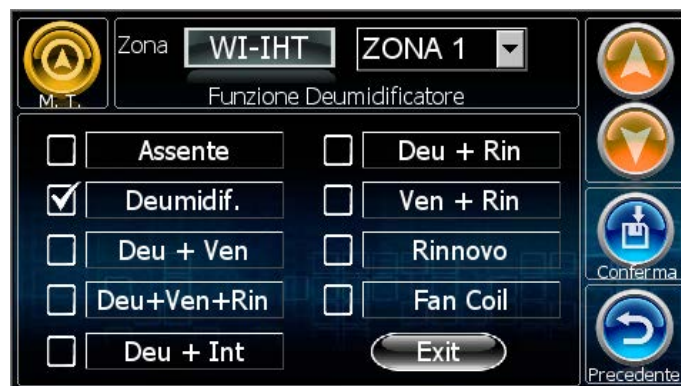 Zona WI-IHT ZONA 1
M. T.
Funzione Deumidificatore
Assente
Deu + Rin
Deumidif.
Ven + Rin
Deu + Ven
Rinnovo
Deu+Ven+Rin
Fan Coil
Deu + Int
Exit
Conferma
Precedente